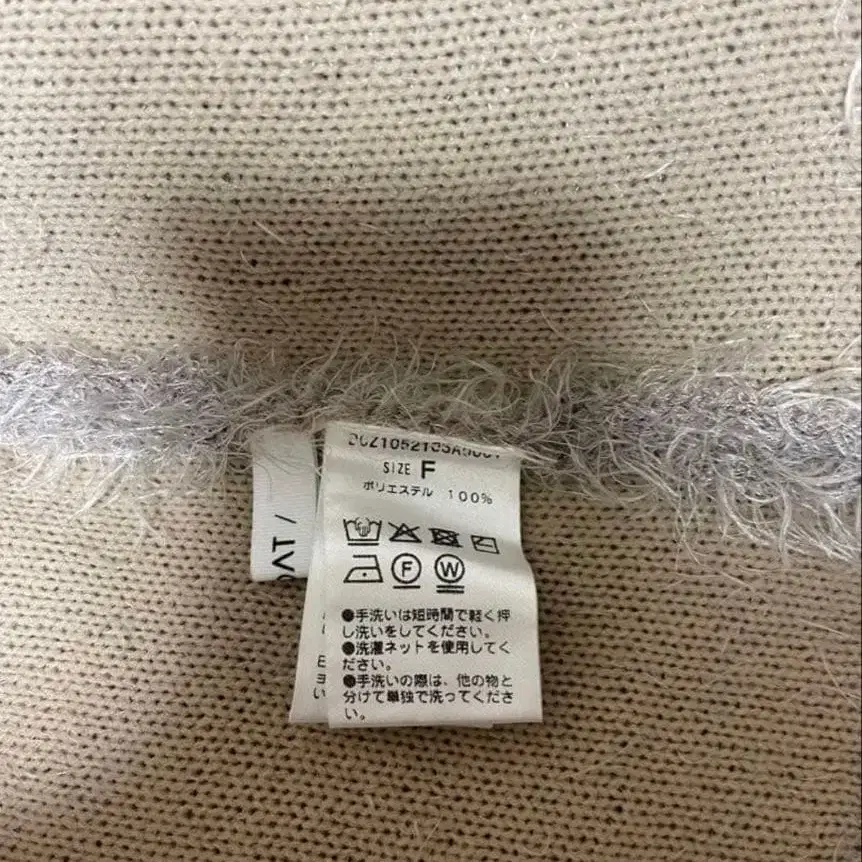 SIZE F
ポリエステル 100%
F W
●手洗いは短時間で軽く押
し洗いをしてください。
●洗濯ネットを使用してく
ださい。
●手洗いの際は、他の物と
分けて単独で洗ってくださ
い。